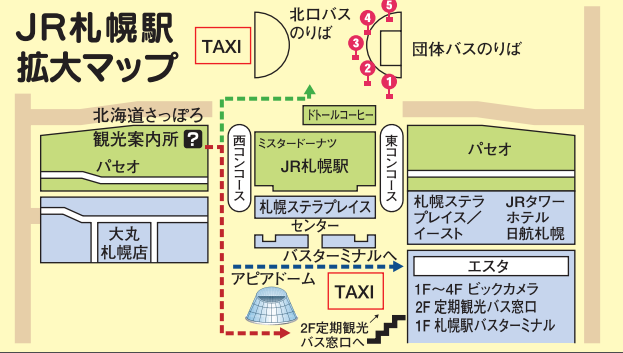 JR札幌駅
拡大マップ
TAXI
北口バス
のりば
5
4
3
2
1
団体バスのりば
北海道さっぽろ
観光案内所
?
パセオ
ドトールコーヒー
西コンコース
ミスタードーナツ
JR札幌駅
東コンコース
パセオ
札幌ステラプレイス
センター
札幌ステラ
プレイス／
イースト
JRタワー
ホテル
日航札幌
大丸
札幌店
バスターミナルへ
アピアドーム
TAXI
2F定期観光
バス窓口へ
エスタ
1F〜4F ビックカメラ
2F 定期観光バス窓口
1F 札幌駅バスターミナル